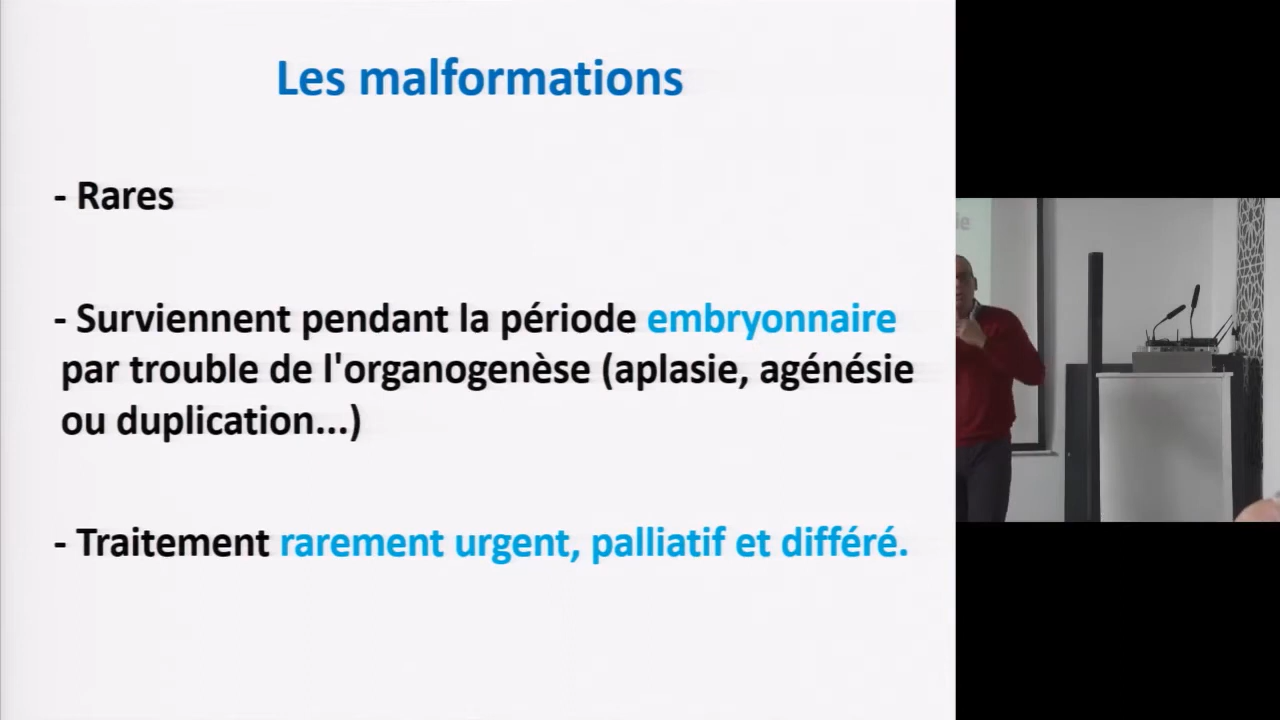 Les malformations
- Rares
- Surviennent pendant la période embryonnaire
par trouble de l'organogenèse (aplasie, agénésie
ou duplication...)
- Traitement rarement urgent, palliatif et différé.